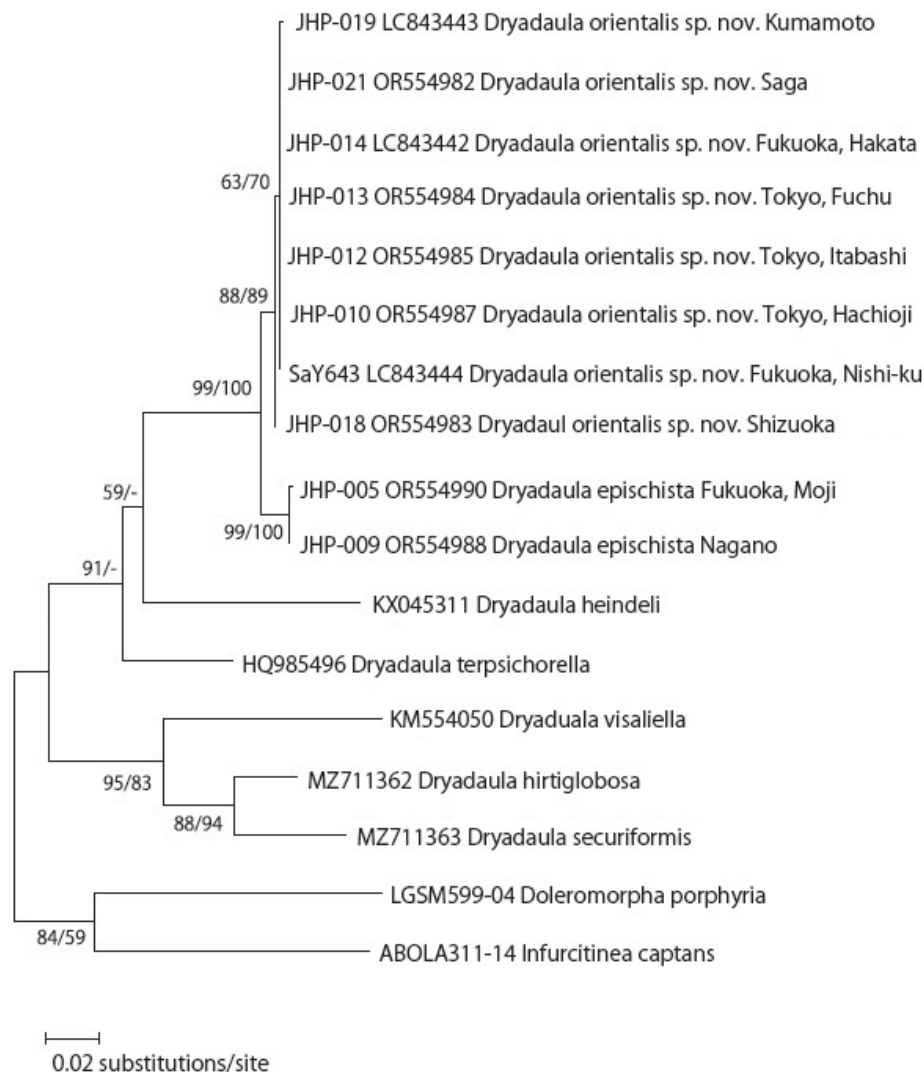 JHP-019 LC843443 Dryadaula orientalis sp. nov. Kumamoto
JHP-021 OR554982 Dryadaula orientalis sp. nov. Saga
JHP-014 LC843442 Dryadaula orientalis sp. nov. Fukuoka, Hakata
63/70
JHP-013 OR554984 Dryadaula orientalis sp. nov. Tokyo, Fuchu
JHP-012 OR554985 Dryadaula orientalis sp. nov. Tokyo, Itabashi
88/89
JHP-010 OR554987 Dryadaula orientalis sp. nov. Tokyo, Hachioji
SaY643 LC843444 Dryadaula orientalis sp. nov. Fukuoka, Nishi-ku
99/100
JHP-018 OR554983 Dryadaul orientalis sp. nov. Shizuoka
59/-
JHP-005 OR554990 Dryadaula epischista Fukuoka, Moji
99/100
JHP-009 OR554988 Dryadaula epischista Nagano
91/-
KX045311 Dryadaula heindeli
HQ985496 Dryadaula terpsichorella
KM554050 Dryaduala visaliella
95/83
MZ711362 Dryadaula hirtiglobosa
88/94
MZ711363 Dryadaula securiformis
LGSM599-04 Doleromorpha porphyria
84/59
ABOLA311-14 Infurcitinea captans
0.02 substitutions/site